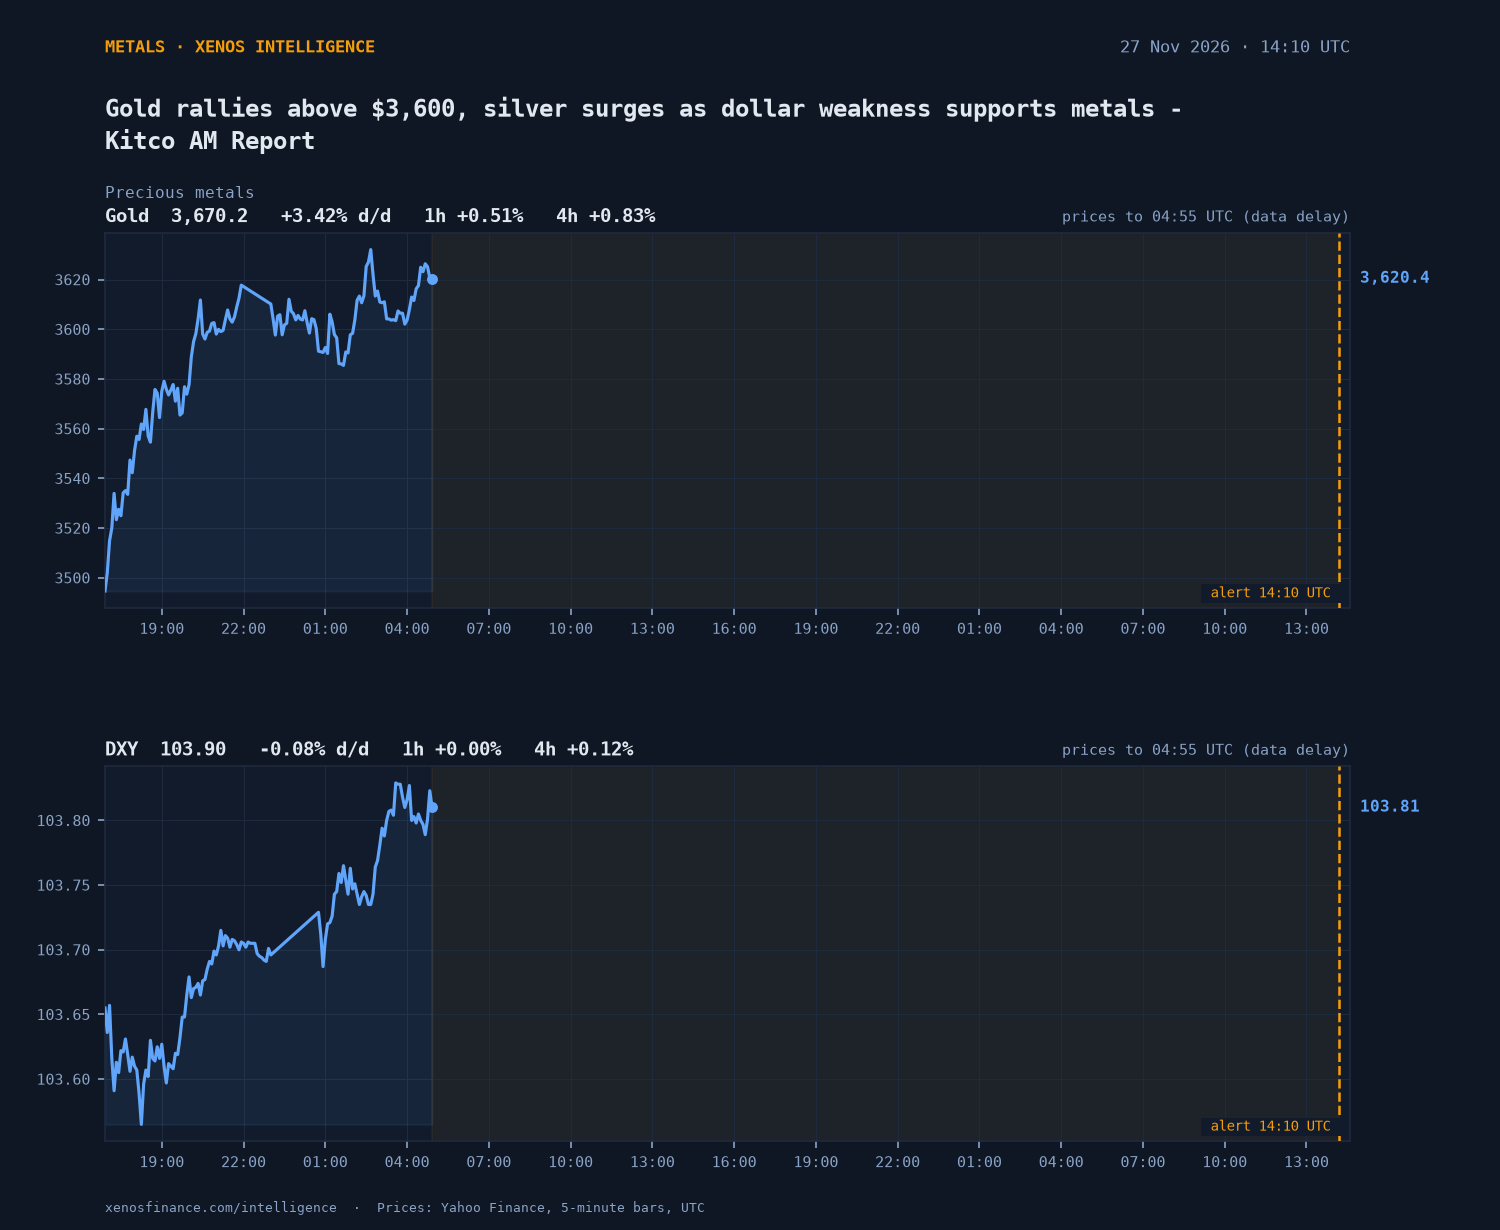 METALS · XENOS INTELLIGENCE
27 Nov 2026 · 14:10 UTC
Gold rallies above $3,600, silver surges as dollar weakness supports metals -
Kitco AM Report
Precious metals
Gold 3,670.2 +3.42% d/d 1h +0.51% 4h +0.83%
prices to 04:55 UTC (data delay)
3620
3600
3580
3560
3540
3520
3500
3,620.4
alert 14:10 UTC
19:00 22:00 01:00 04:00 07:00 10:00 13:00 16:00 19:00 22:00 01:00 04:00 07:00 10:00 13:00
DXY 103.90 -0.08% d/d 1h +0.00% 4h +0.12%
prices to 04:55 UTC (data delay)
103.80
103.75
103.70
103.65
103.60
103.81
alert 14:10 UTC
19:00 22:00 01:00 04:00 07:00 10:00 13:00 16:00 19:00 22:00 01:00 04:00 07:00 10:00 13:00
xenosfinance.com/intelligence · Prices: Yahoo Finance, 5-minute bars, UTC